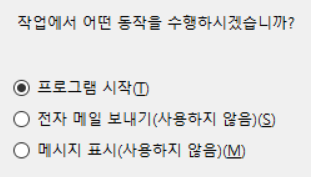 작업에서 어떤 동작을 수행하시겠습니까?
프로그램 시작(T)
전자 메일 보내기(사용하지 않음)(S)
메시지 표시(사용하지 않음)(M)